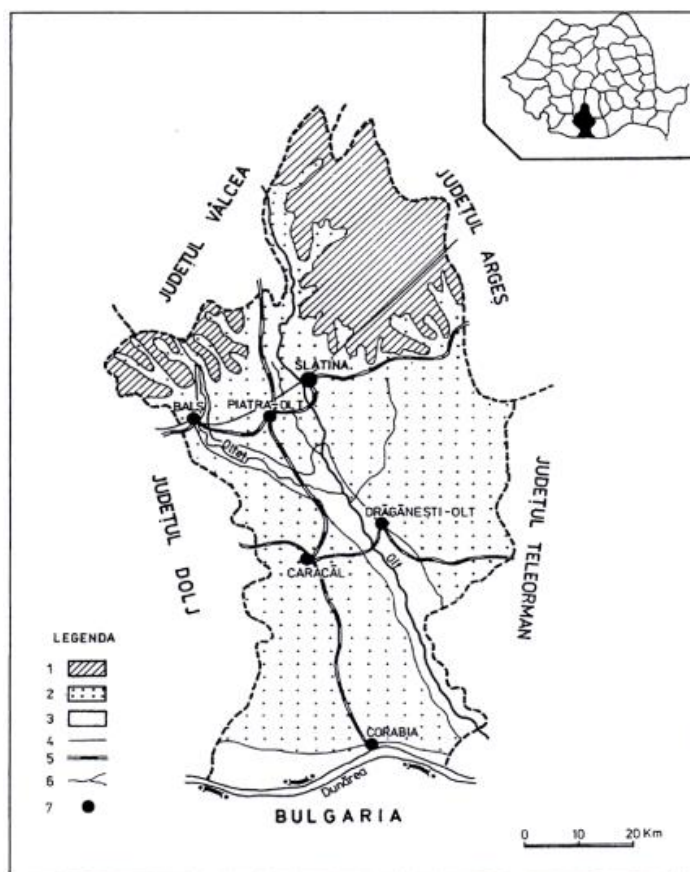 JUDEȚUL VÂLCEA
JUDEȚUL ARGEȘ
SLATINA
BALȘ
PIATRA-OLT
Olteț
JUDEȚUL DOLJ
DRĂGĂNEȘTI-OLT
JUDEȚUL TELEORMAN
CARACAL
Olt
LEGENDA
1
2
3
4
5
6
7
CORABIA
Dunărea
BULGARIA
0 10 20 Km